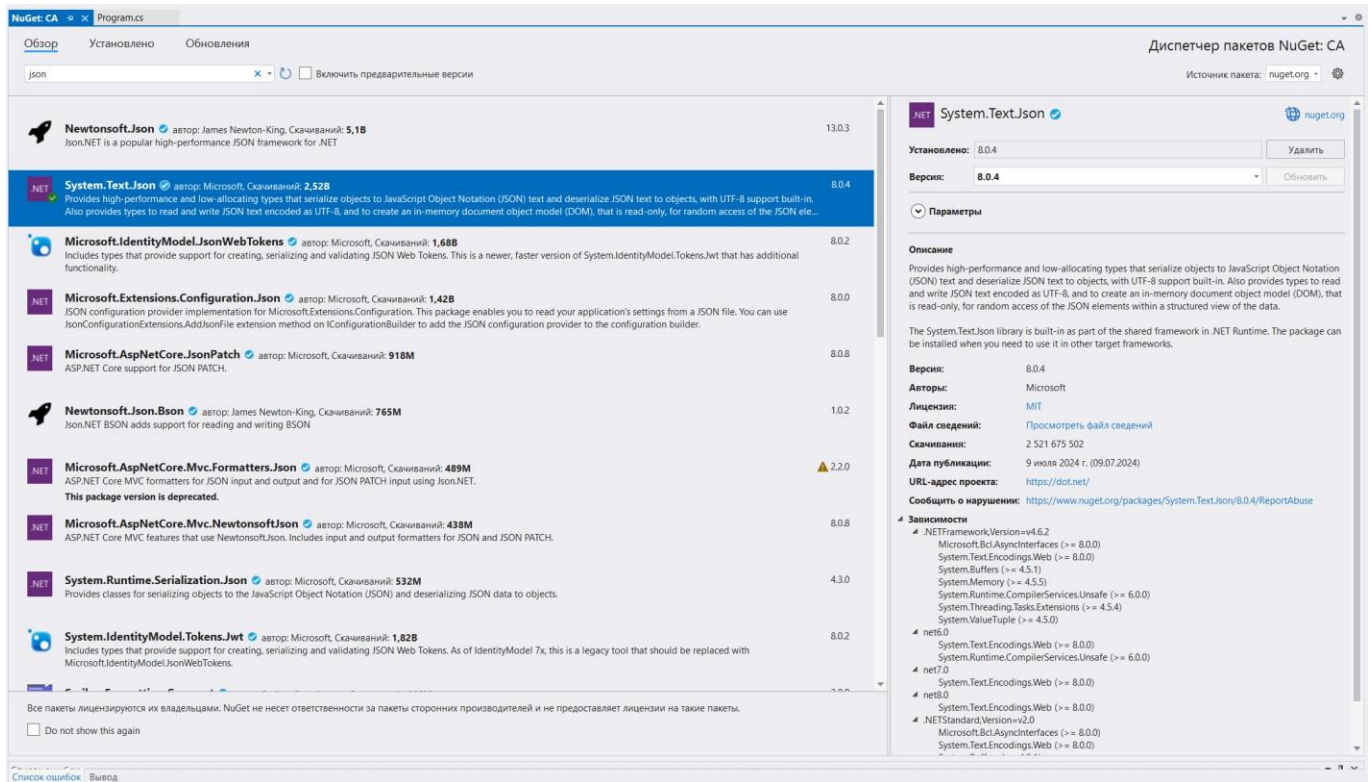 NuGet: CA
Program.cs
Обзор Установлено Обновления
Диспетчер пакетов NuGet: CA
json
Включить предварительные версии
Источник пакета: nuget.org
Newtonsoft.Json автор: James Newton-King, Скачиваний: 5,1B 13.0.3
Json.NET is a popular high-performance JSON framework for .NET
.NET
System.Text.Json автор: Microsoft, Скачиваний: 2,52B 8.0.4
Provides high-performance and low-allocating types that serialize objects to JavaScript Object Notation (JSON) text and deserialize JSON text to objects, with UTF-8 support built-in.
Also provides types to read and write JSON text encoded as UTF-8, and to create an in-memory document object model (DOM), that is read-only, for random access of the JSON ele...
Microsoft.IdentityModel.JsonWebTokens автор: Microsoft, Скачиваний: 1,68B 8.0.2
Includes types that provide support for creating, serializing and validating JSON Web Tokens. This is a newer, faster version of System.IdentityModel.Tokens.Jwt that has additional
functionality.
.NET
Microsoft.Extensions.Configuration.Json автор: Microsoft, Скачиваний: 1,42B 8.0.0
JSON configuration provider implementation for Microsoft.Extensions.Configuration. This package enables you to read your application's settings from a JSON file. You can use
JsonConfigurationExtensions.AddJsonFile extension method on IConfigurationBuilder to add the JSON configuration provider to the configuration builder.
.NET
Microsoft.AspNetCore.JsonPatch автор: Microsoft, Скачиваний: 918M 8.0.8
ASP.NET Core support for JSON PATCH.
Newtonsoft.Json.Bson автор: James Newton-King, Скачиваний: 765M 1.0.2
Json.NET BSON adds support for reading and writing BSON
.NET
Microsoft.AspNetCore.Mvc.Formatters.Json автор: Microsoft, Скачиваний: 489M 2.2.0
ASP.NET Core MVC formatters for JSON input and output and for JSON PATCH input using Json.NET.
This package version is deprecated.
.NET
Microsoft.AspNetCore.Mvc.NewtonsoftJson автор: Microsoft, Скачиваний: 438M 8.0.8
ASP.NET Core MVC features that use Newtonsoft.Json. Includes input and output formatters for JSON and JSON PATCH.
.NET
System.Runtime.Serialization.Json автор: Microsoft, Скачиваний: 532M 4.3.0
Provides classes for serializing objects to the JavaScript Object Notation (JSON) and deserializing JSON data to objects.
System.IdentityModel.Tokens.Jwt автор: Microsoft, Скачиваний: 1,82B 8.0.2
Includes types that provide support for creating, serializing and validating JSON Web Tokens. As of IdentityModel 7x, this is a legacy tool that should be replaced with
Microsoft.IdentityModel.JsonWebTokens.
Все пакеты лицензируются их владельцами. NuGet не несет ответственности за пакеты сторонних производителей и не предоставляет лицензии на такие пакеты.
Do not show this again
.NET
System.Text.Json
nuget.org
Установлено: 8.0.4 Удалить
Версия: 8.0.4 Обновить
Параметры
Описание
Provides high-performance and low-allocating types that serialize objects to JavaScript Object Notation
(JSON) text and deserialize JSON text to objects, with UTF-8 support built-in. Also provides types to read
and write JSON text encoded as UTF-8, and to create an in-memory document object model (DOM), that
is read-only, for random access of the JSON elements within a structured view of the data.
The System.Text.Json library is built-in as part of the shared framework in .NET Runtime. The package can
be installed when you need to use it in other target frameworks.
Версия: 8.0.4
Авторы: Microsoft
Лицензия: MIT
Файл сведений: Просмотреть файл сведений
Скачивания: 2 521 675 502
Дата публикации: 9 июля 2024 г. (09.07.2024)
URL-адрес проекта: https://dot.net/
Сообщить о нарушении: https://www.nuget.org/packages/System.Text.Json/8.0.4/ReportAbuse
Зависимости
.NETFramework,Version=v4.6.2
Microsoft.Bcl.AsyncInterfaces (>= 8.0.0)
System.Text.Encodings.Web (>= 8.0.0)
System.Buffers (>= 4.5.1)
System.Memory (>= 4.5.5)
System.Runtime.CompilerServices.Unsafe (>= 6.0.0)
System.Threading.Tasks.Extensions (>= 4.5.4)
System.ValueTuple (>= 4.5.0)
net6.0
System.Text.Encodings.Web (>= 8.0.0)
System.Runtime.CompilerServices.Unsafe (>= 6.0.0)
net7.0
System.Text.Encodings.Web (>= 8.0.0)
net8.0
System.Text.Encodings.Web (>= 8.0.0)
.NETStandard,Version=v2.0
Microsoft.Bcl.AsyncInterfaces (>= 8.0.0)
System.Text.Encodings.Web (>= 8.0.0)
Список ошибок Вывод